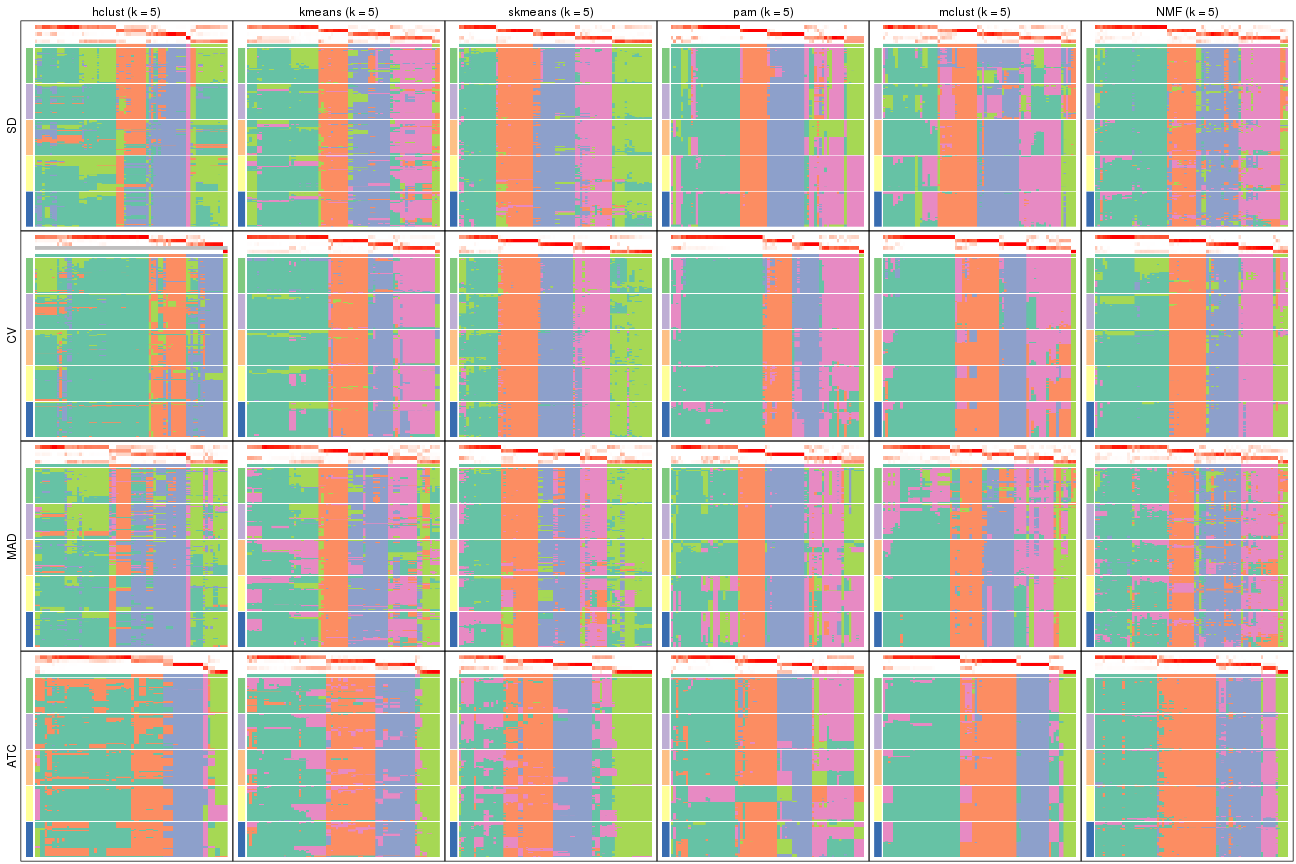 hclust (k = 5) kmeans (k = 5) skmeans (k = 5) pam (k = 5) mclust (k = 5) NMF (k = 5)
SD
CV
MAD
ATC